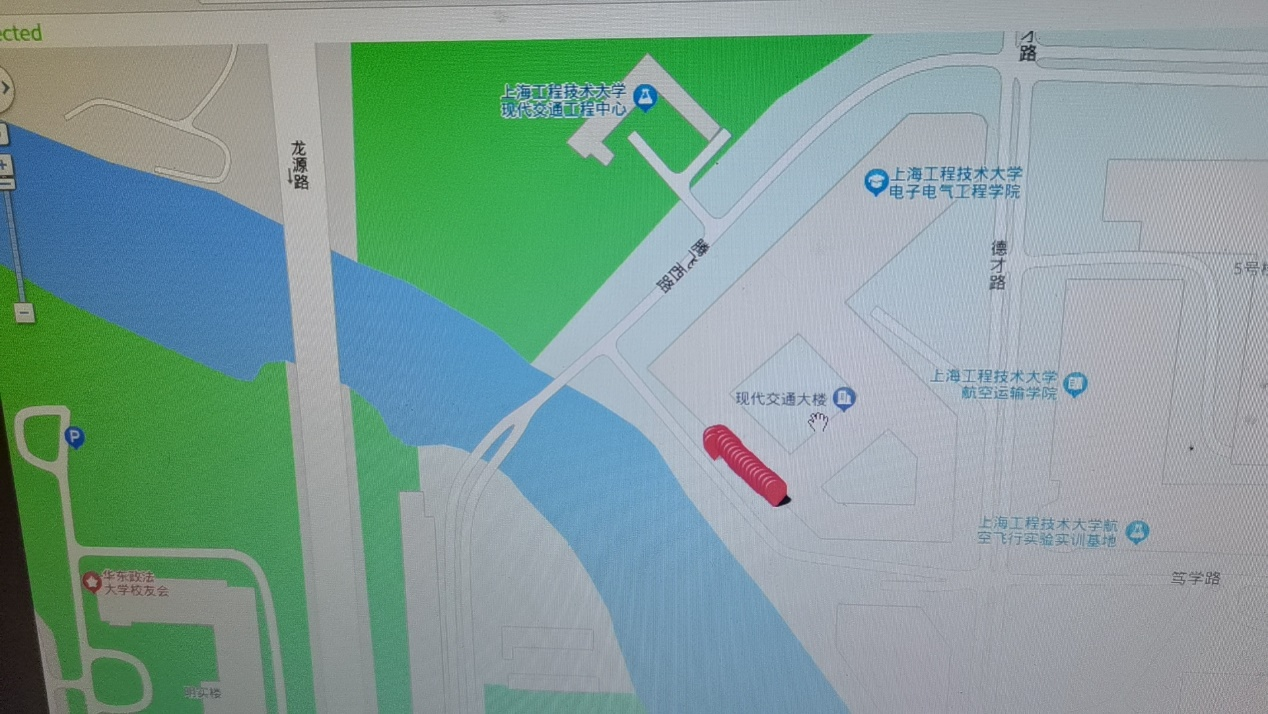 ected
才路
上海工程技术大学
现代交通工程中心
龙源路
上海工程技术大学
电子电气工程学院
腾飞西路
德才路
5号
上海工程技术大学
航空运输学院
现代交通大楼
P
上海工程技术大学航
空飞行实验实训基地
华东政法
大学校友会
笃学路
明实楼